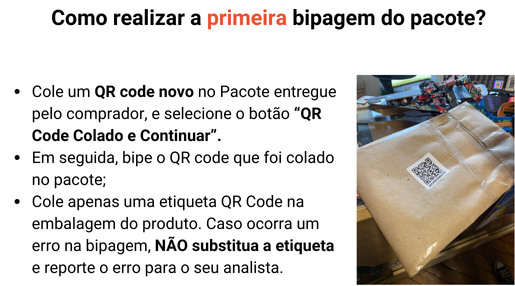 Como realizar a primeira bipagem do pacote?
• Cole um QR code novo no Pacote entregue
pelo comprador, e selecione o botão “QR
Code Colado e Continuar”.
• Em seguida, bipe o QR code que foi colado
no pacote;
• Cole apenas uma etiqueta QR Code na
embalagem do produto. Caso ocorra um
erro na bipagem, NÃO substitua a etiqueta
e reporte o erro para o seu analista.